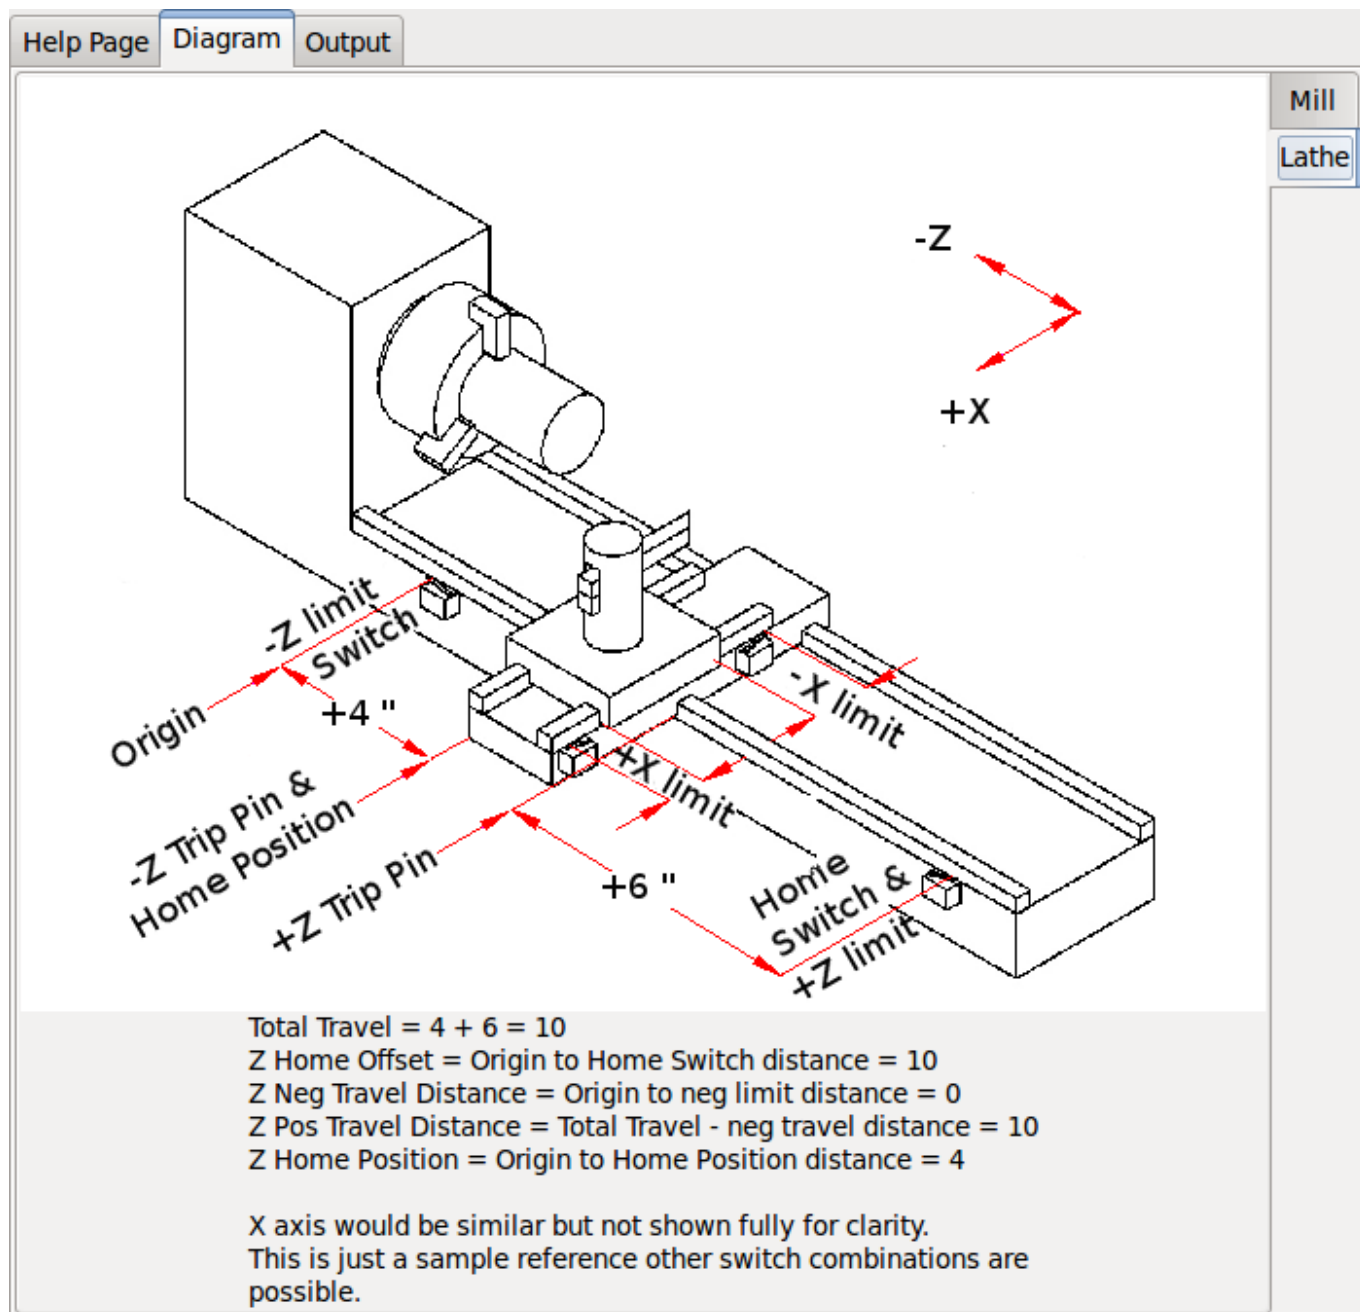 Help Page
Diagram
Output
Mill
Lathe
-Z
+X
-Z limit
Switch
Origin
+4 "
-X limit
+X limit
-Z Trip Pin &
Home Position
+Z Trip Pin
+6 "
Home
Switch &
+Z limit
Total Travel = 4 + 6 = 10
Z Home Offset = Origin to Home Switch distance = 10
Z Neg Travel Distance = Origin to neg limit distance = 0
Z Pos Travel Distance = Total Travel - neg travel distance = 10
Z Home Position = Origin to Home Position distance = 4
X axis would be similar but not shown fully for clarity.
This is just a sample reference other switch combinations are
possible.